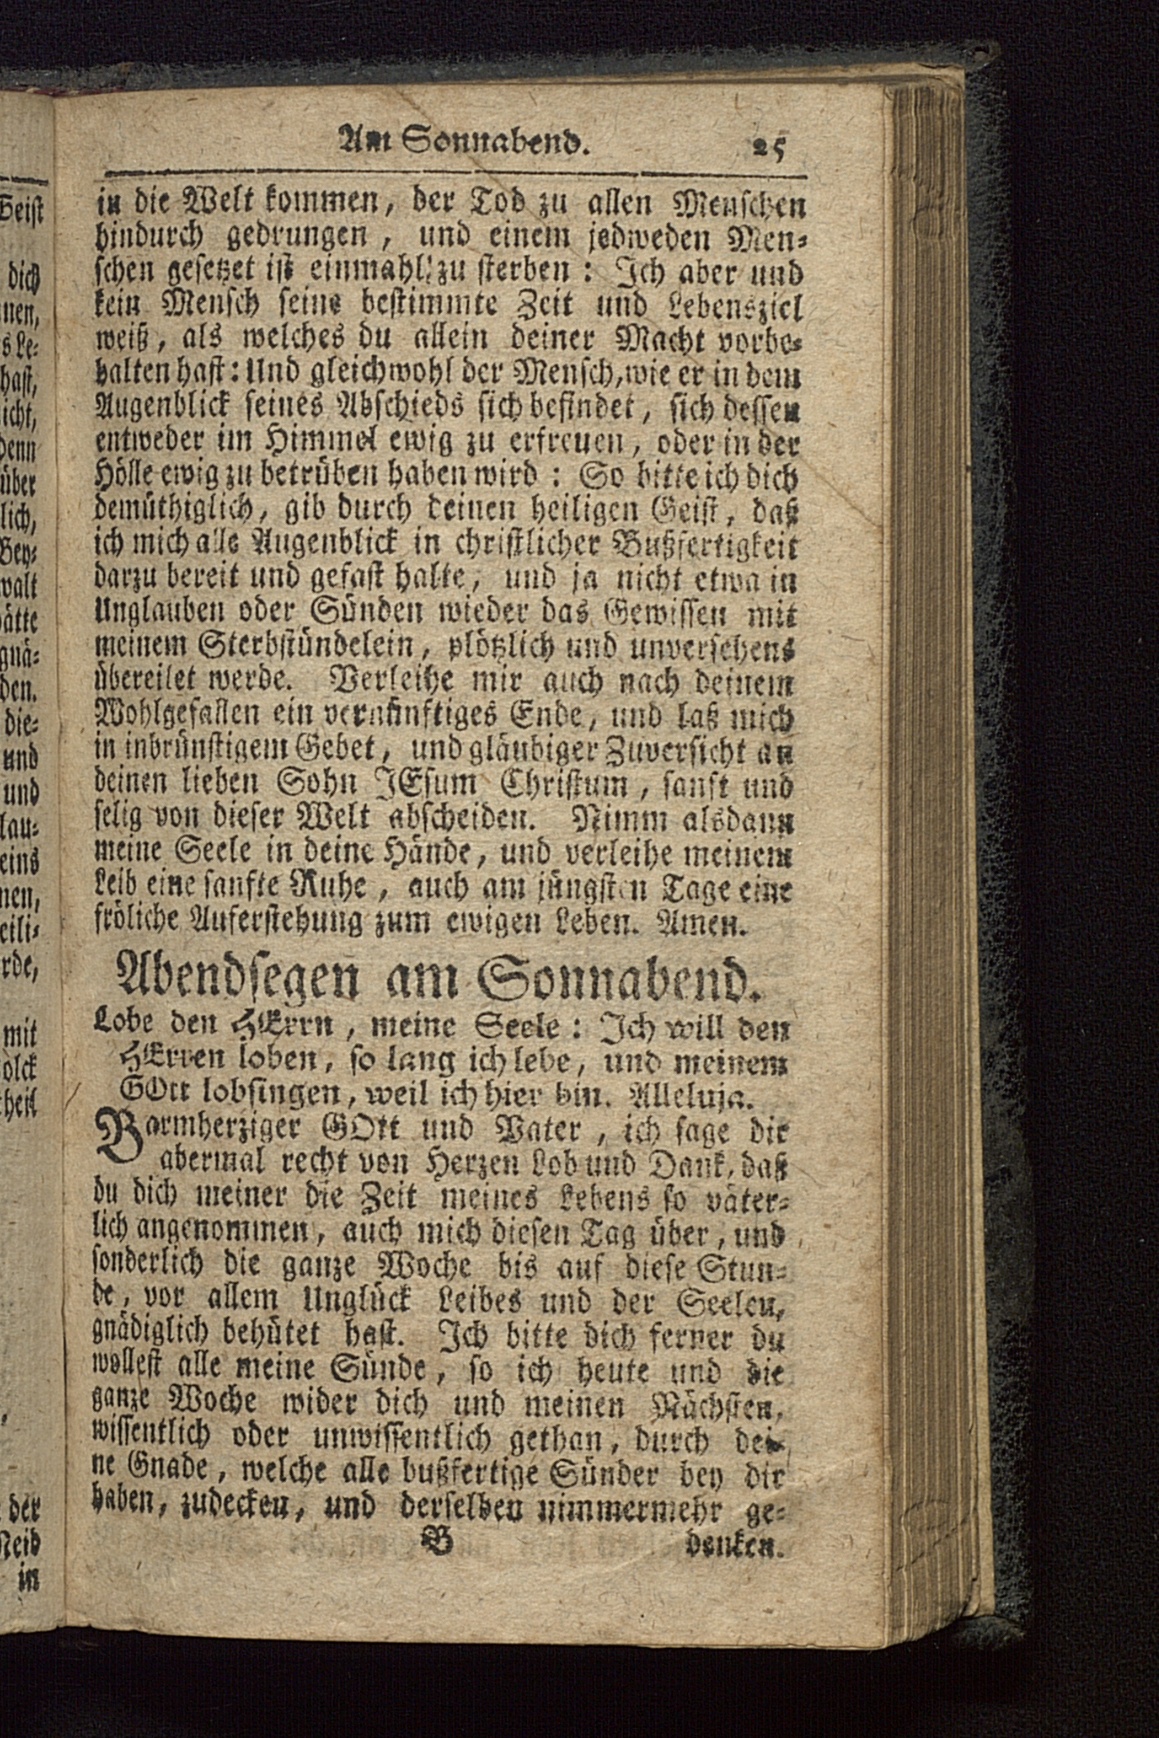 Am Sonnabend. 25
in die Welt kommen, der Tod zu allen Menschen
hindurch gedrungen, und einem jedweden Men-
schen gesetzet ist einmahl zu sterben: Ich aber und
kein Mensch seine bestimmte Zeit und Lebensziel
weiß, als welches du allein deiner Macht vorbe-
halten hast: Und gleichwohl der Mensch, wie er in dem
Augenblick seines Abschieds sich befindet, sich dessen
entweder im Himmel ewig zu erfreuen, oder in der
Hölle ewig zu betrüben haben wird: So bitte ich dich
demüthiglich, gib durch deinen heiligen Geist, daß
ich mich alle Augenblick in christlicher Bußfertigkeit
darzu bereit und gefast halte, und ja nicht etwa in
Unglauben oder Sünden wieder das Gewissen mit
meinem Sterbstündelein, plötzlich und unversehens
übereilet werde. Verleihe mir auch nach deinem
Wohlgefallen ein vernünftiges Ende, und laß mich
in inbrünstigem Gebet, und gläubiger Zuversicht an
deinen lieben Sohn JEsum Christum, sanft und
selig von dieser Welt abscheiden. Nimm alsdann
meine Seele in deine Hände, und verleihe meinem
Leib eine sanfte Ruhe, auch am jüngsten Tage eine
fröliche Auferstehung zum ewigen Leben. Amen.
Abendsegen am Sonnabend.
Lobe den HErrn, meine Seele: Ich will den
HErren loben, so lang ich lebe, und meinem
GOtt lobsingen, weil ich hier bin. Alleluja.
Barmherziger GOtt und Vater, ich sage dir
abermal recht von Herzen Lob und Dank, daß
du dich meiner die Zeit meines Lebens so väter-
lich angenommen, auch mich diesen Tag über, und
sonderlich die ganze Woche bis auf diese Stun-
de, vor allem Unglück Leibes und der Seelen,
gnädiglich behütet hast. Ich bitte dich ferner du
wollest alle meine Sünde, so ich heute und die
ganze Woche wider dich und meinen Nächsten,
wissentlich oder unwissentlich gethan, durch dei-
ne Gnade, welche alle bußfertige Sünder bey dir
haben, zudecken, und derselben nimmermehr ge-
B denken.